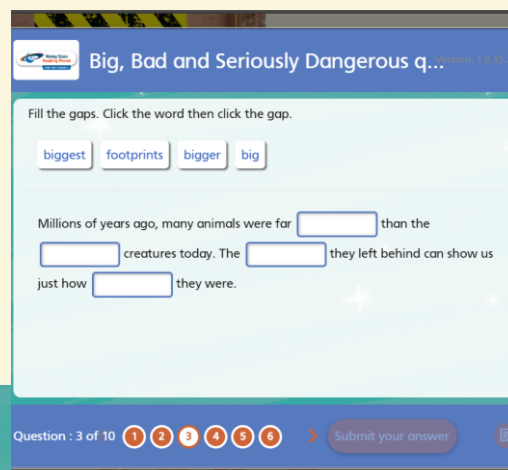 Big, Bad and Seriously Dangerous q...
Version: 1.0.15,
Fill the gaps. Click the word then click the gap.
biggest footprints bigger big
Millions of years ago, many animals were far than the
creatures today. The they left behind can show us
just how they were.
Question : 3 of 10 1 2 3 4 5 6 > Submit your answer